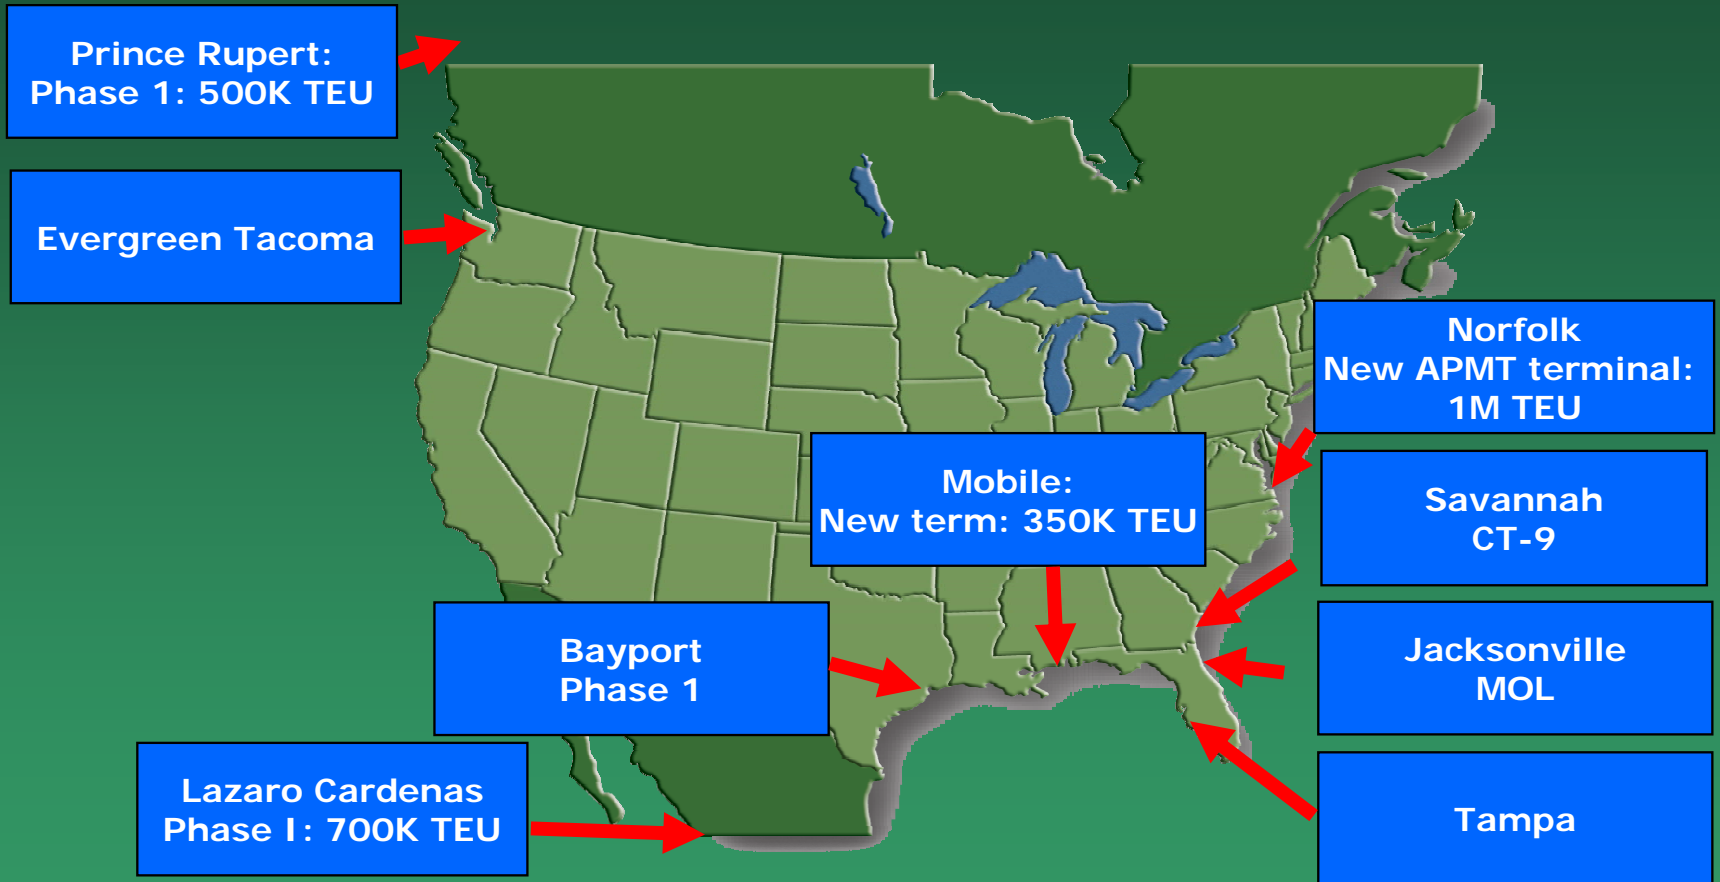 Prince Rupert:
Phase 1: 500K TEU
Evergreen Tacoma
Norfolk
New APMT terminal:
1M TEU
Mobile:
New term: 350K TEU
Savannah
CT-9
Bayport
Phase 1
Jacksonville
MOL
Lazaro Cardenas
Phase I: 700K TEU
Tampa